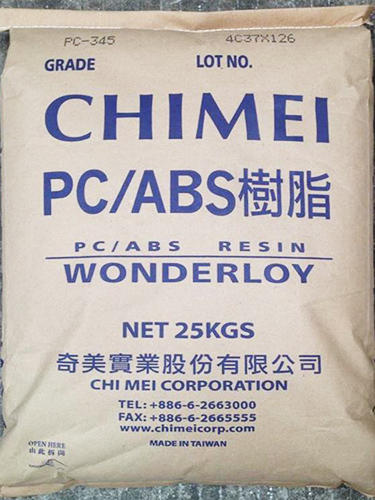 PC-345 4C37X126
GRADE LOT NO.
CHIMEI
PC/ABS樹脂
PC/ABS RESIN
WONDERLOY
NET 25KGS
奇美實業股份有限公司
CHI MEI CORPORATION
TEL: +886-6-2663000
FAX: +886-6-2665555
www.chimeicorp.com
MADE IN TAIWAN
OPEN HERE
由此拆開